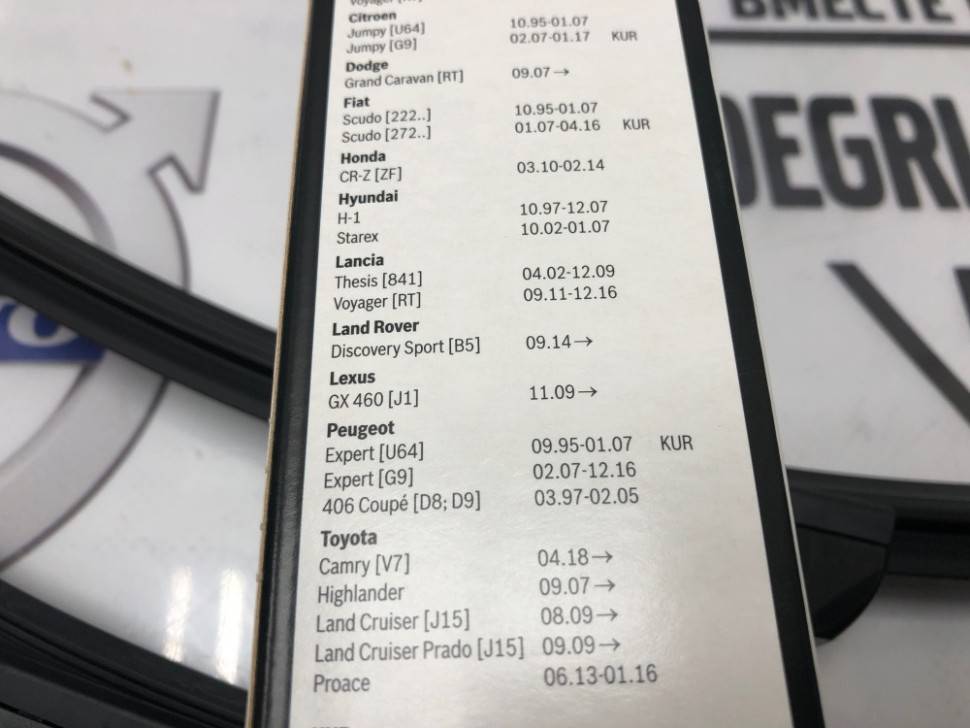 Voyager
Citroen
Jumpy [U64] 10.95-01.07
Jumpy [G9] 02.07-01.17 KUR
Dodge
Grand Caravan [RT] 09.07→
Fiat
Scudo [222..] 10.95-01.07
Scudo [272..] 01.07-04.16 KUR
Honda
CR-Z [ZF] 03.10-02.14
Hyundai
H-1 10.97-12.07
Starex 10.02-01.07
Lancia
Thesis [841] 04.02-12.09
Voyager [RT] 09.11-12.16
Land Rover
Discovery Sport [B5] 09.14→
Lexus
GX 460 [J1] 11.09→
Peugeot
Expert [U64] 09.95-01.07 KUR
Expert [G9] 02.07-12.16
406 Coupé [D8; D9] 03.97-02.05
Toyota
Camry [V7] 04.18→
Highlander 09.07→
Land Cruiser [J15] 08.09→
Land Cruiser Prado [J15] 09.09→
Proace 06.13-01.16
ВМЕСТЕ